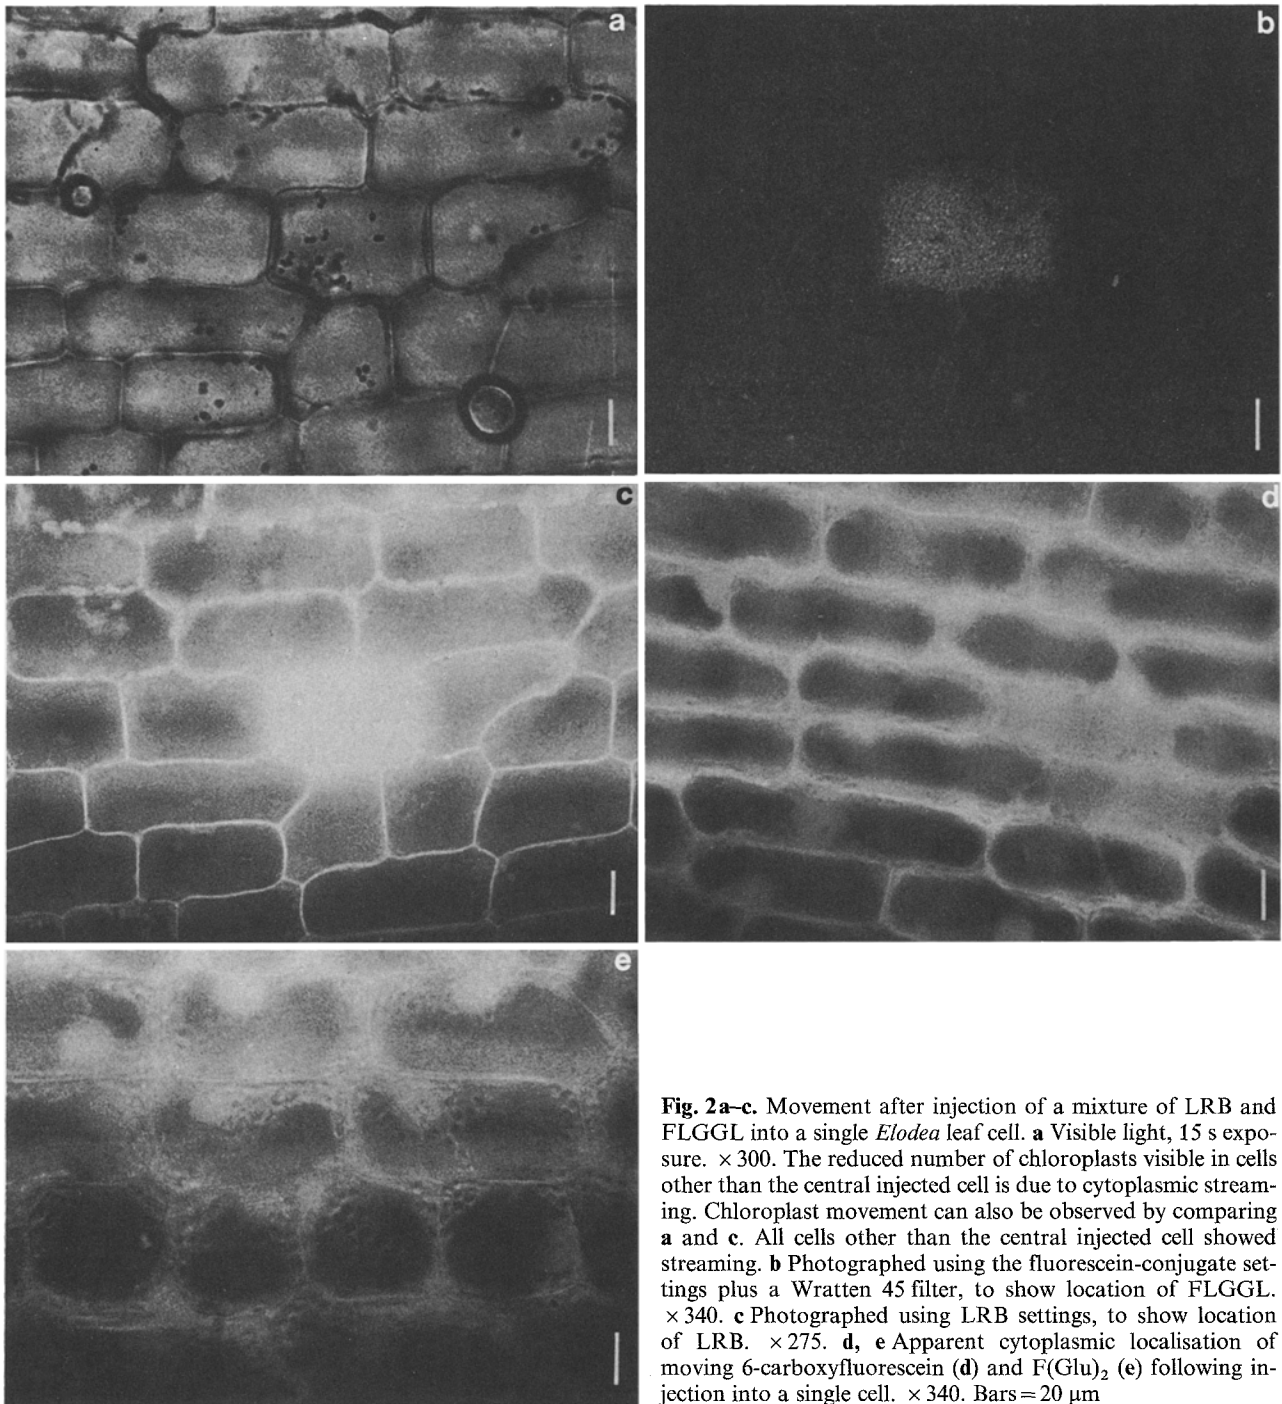 a
b
c
d
e
Fig. 2a–c. Movement after injection of a mixture of LRB and
FLGGL into a single Elodea leaf cell. a Visible light, 15 s expo-
sure. × 300. The reduced number of chloroplasts visible in cells
other than the central injected cell is due to cytoplasmic stream-
ing. Chloroplast movement can also be observed by comparing
a and c. All cells other than the central injected cell showed
streaming. b Photographed using the fluorescein-conjugate set-
tings plus a Wratten 45 filter, to show location of FLGGL.
× 340. c Photographed using LRB settings, to show location
of LRB. × 275. d, e Apparent cytoplasmic localisation of
moving 6-carboxyfluorescein (d) and F(Glu)₂ (e) following in-
jection into a single cell. × 340. Bars = 20 μm